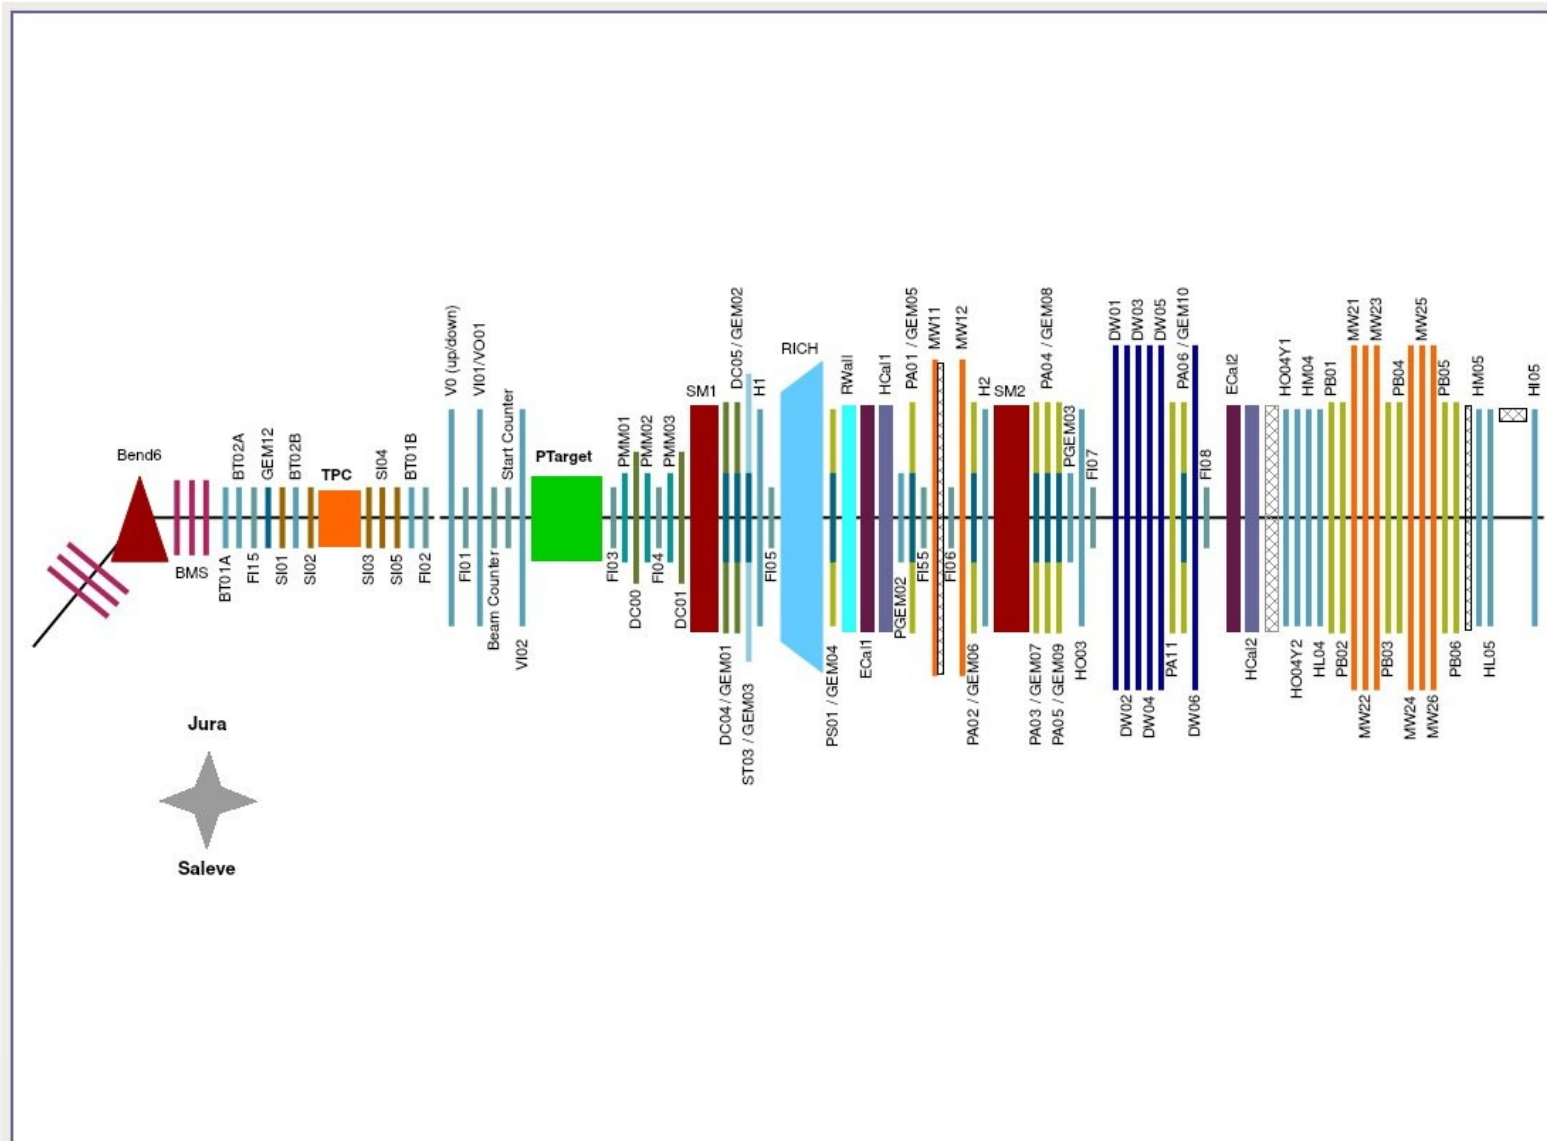 Bend6
BMS
BT01A
BT02A
FI15
GEM12
SI01
BT02B
SI02
TPC
SI03
SI04
SI05
BT01B
FI02
V0 (up/down)
FI01
VI01/VO01
Beam Counter
Start Counter
VI02
PTarget
FI03
PMM01
DC00
PMM02
FI04
PMM03
DC01
SM1
DC04 / GEM01
DC05 / GEM02
ST03 / GEM03
H1
FI05
RICH
PS01 / GEM04
RWall
ECal1
HCal1
PGEM02
PA01 / GEM05
FI55
MW11
FI06
MW12
PA02 / GEM06
H2
SM2
PA03 / GEM07
PA04 / GEM08
PA05 / GEM09
PGEM03
HO03
FI07
DW01
DW02
DW03
DW04
DW05
PA11
PA06 / GEM10
DW06
FI08
ECal2
HCal2
HO04Y1
HO04Y2
HM04
HL04
PB01
PB02
MW21
MW22
MW23
PB03
PB04
MW24
MW25
MW26
PB05
PB06
HM05
HL05
HI05
Jura
Saleve